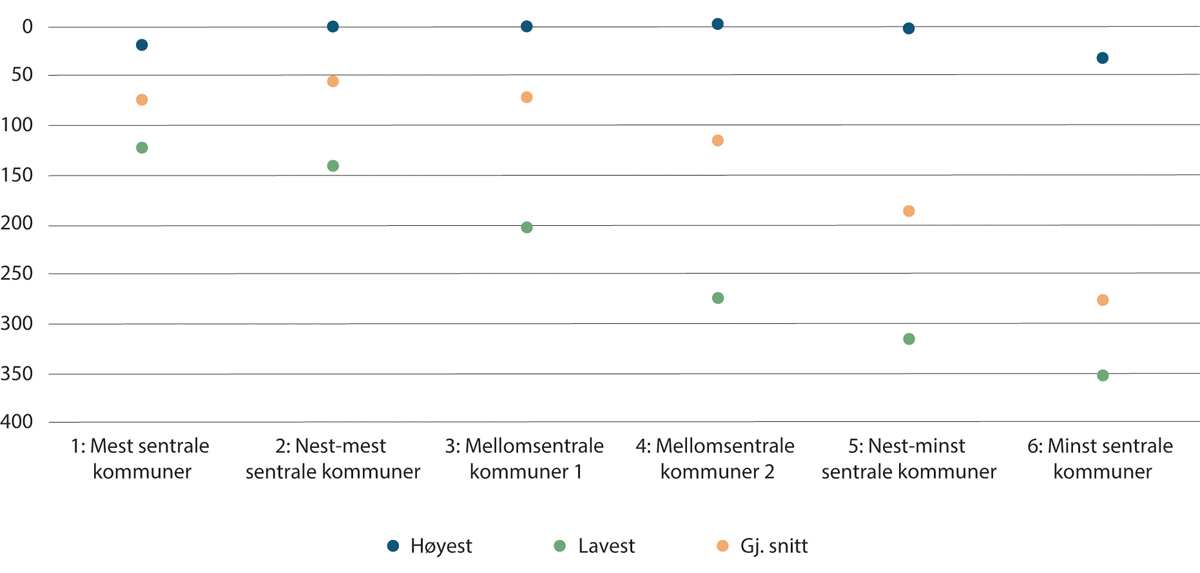 0
50
100
150
200
250
300
350
400
1: Mest sentrale
kommuner
2: Nest-mest
sentrale kommuner
3: Mellomsentrale
kommuner 1
4: Mellomsentrale
kommuner 2
5: Nest-minst
sentrale kommuner
6: Minst sentrale
kommuner
Høyest
Lavest
Gj. snitt